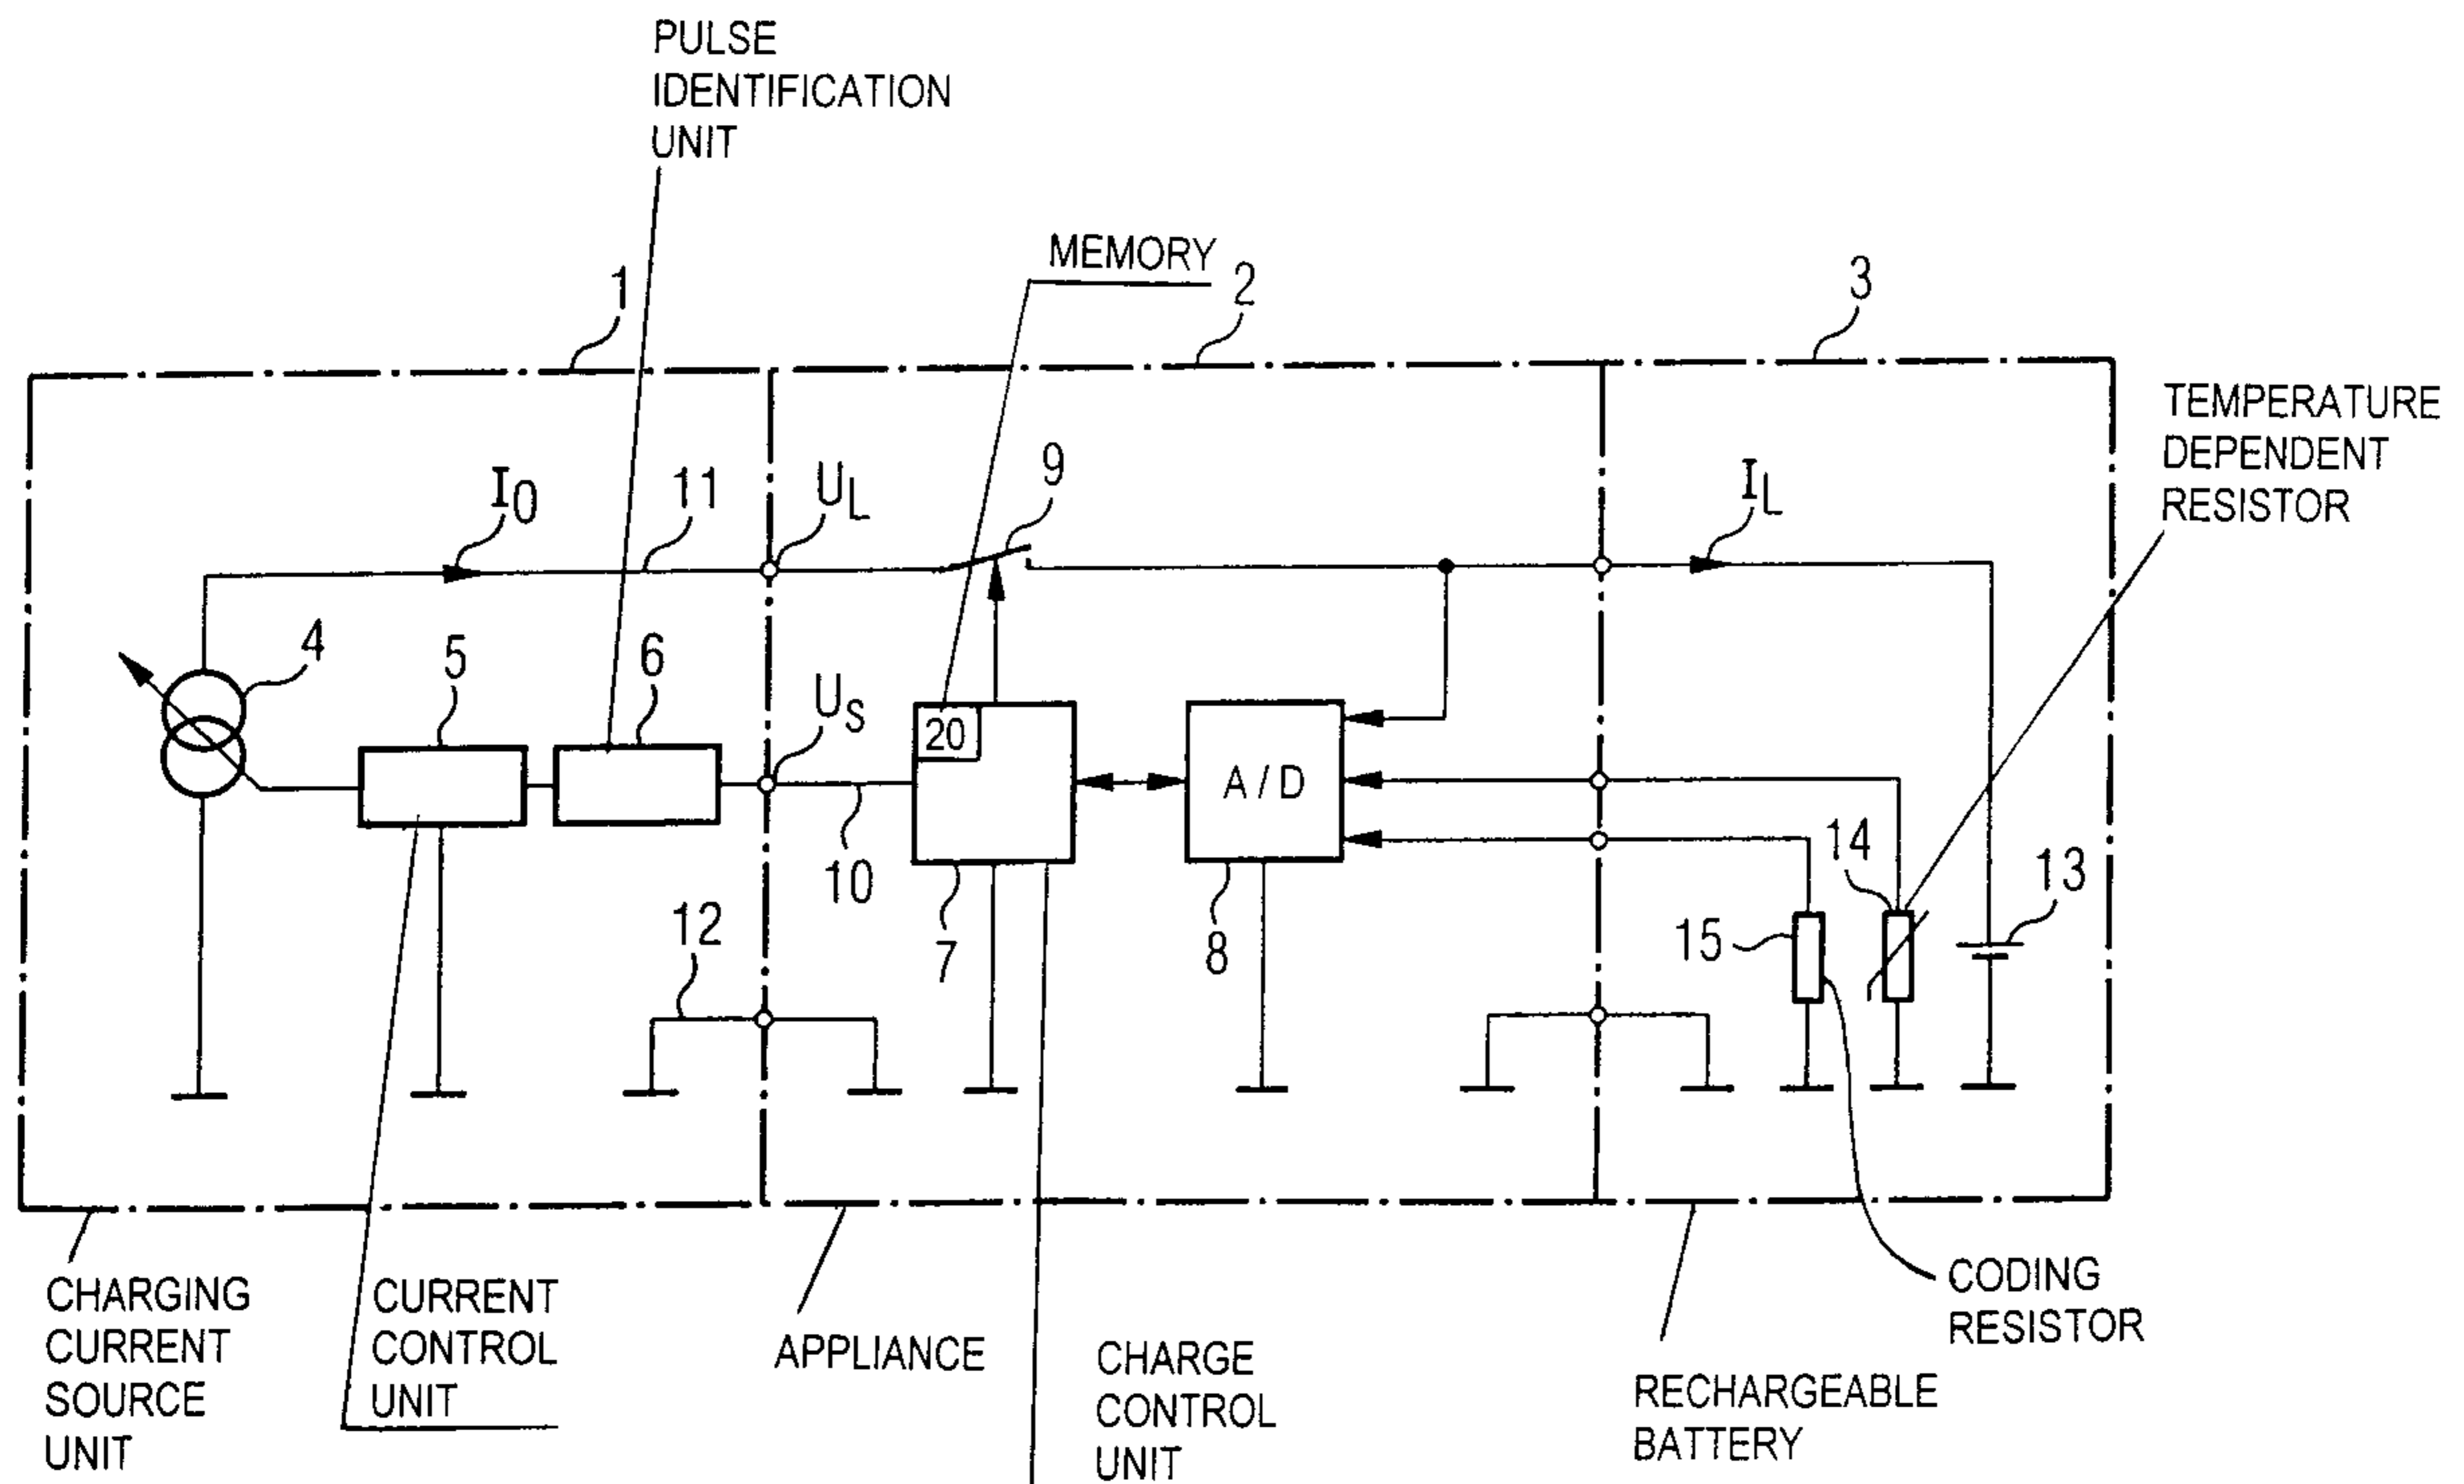 PULSE
IDENTIFICATION
UNIT
MEMORY
1
2
3
TEMPERATURE
DEPENDENT
RESISTOR
I0
11
UL
9
IL
4
5
6
US
20
A/D
10
7
8
12
14
13
15
CHARGING
CURRENT
SOURCE
UNIT
CURRENT
CONTROL
UNIT
APPLIANCE
CHARGE
CONTROL
UNIT
CODING
RESISTOR
RECHARGEABLE
BATTERY